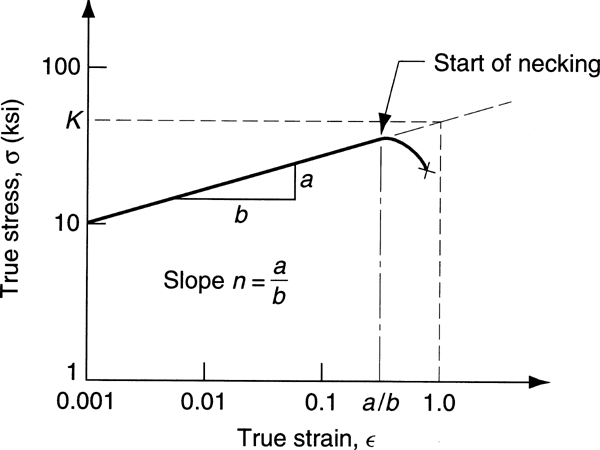 Start of necking
100
K
True stress, σ (ksi)
a
b
10
Slope n = a/b
1
0.001
0.01
0.1
a/b
1.0
True strain, ϵ